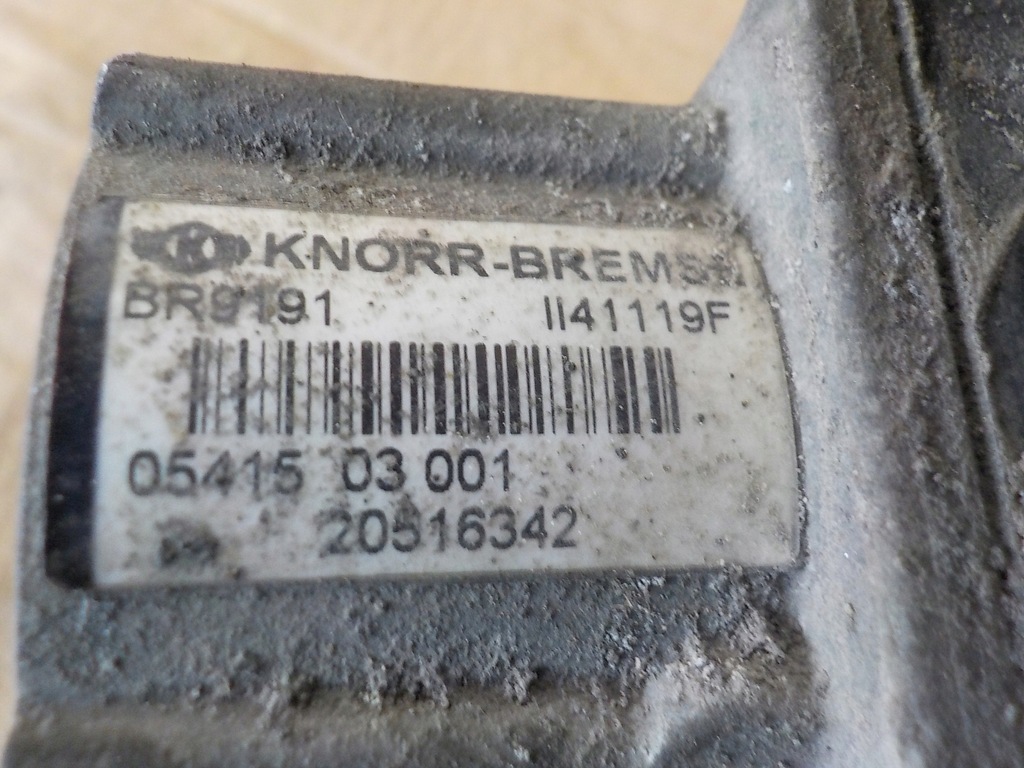 K KNORR-BREMSE
BR9191 II41119F
05415 03 001
20516342